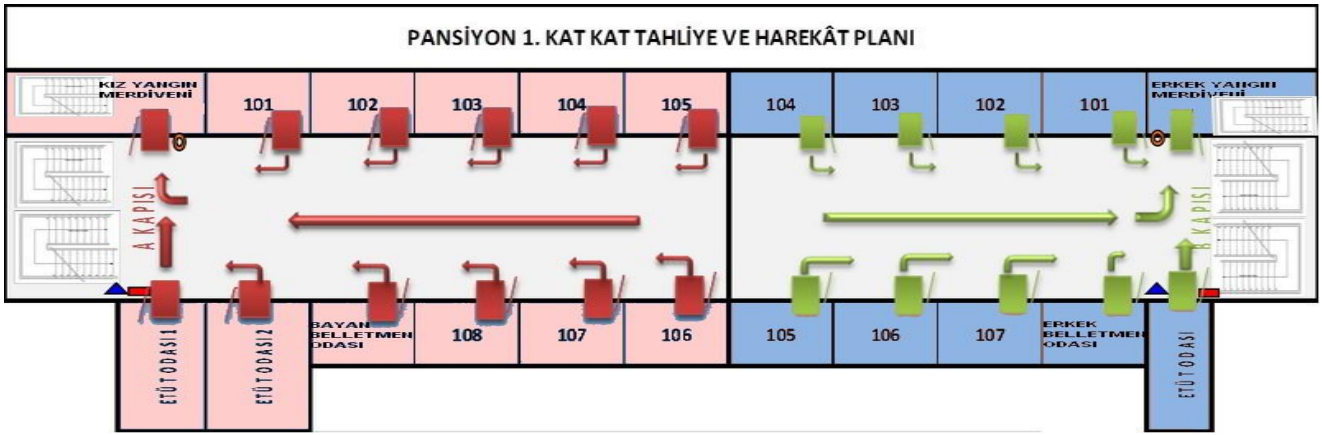 PANSİYON 1. KAT KAT TAHLİYE VE HAREKÂT PLANI
KIZ YANGIN
MERDİVENİ
101
102
103
104
105
104
103
102
101
ERKEK YANGIN
MERDİVENİ
A KAPISI
B KAPISI
ETÜT ODASI 1
ETÜT ODASI 2
BAYAN
BELLETMEN
ODASI
108
107
106
105
106
107
ERKEK
BELLETMEN
ODASI
ETÜT ODASI